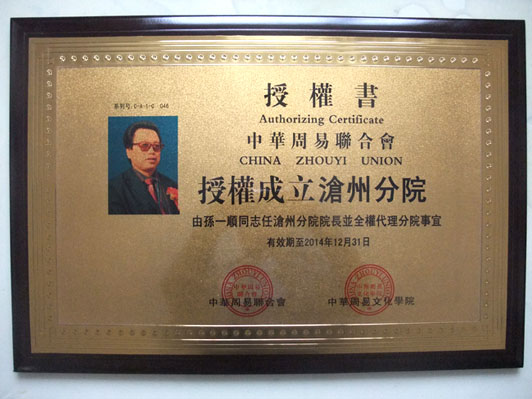 授權書
Authorizing Certificate
中華周易聯合會
CHINA ZHOUYI UNION
授權成立滄州分院
由孫一順同志任滄州分院院長並全權代理分院事宜
有效期至2014年12月31日
中華周易聯合會
中華周易文化學院